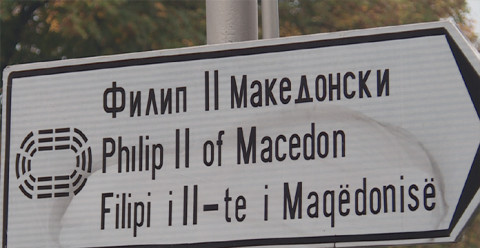 Филип II Македонски
Philip II of Macedon
Filipi i II-te i Maqëdonisë